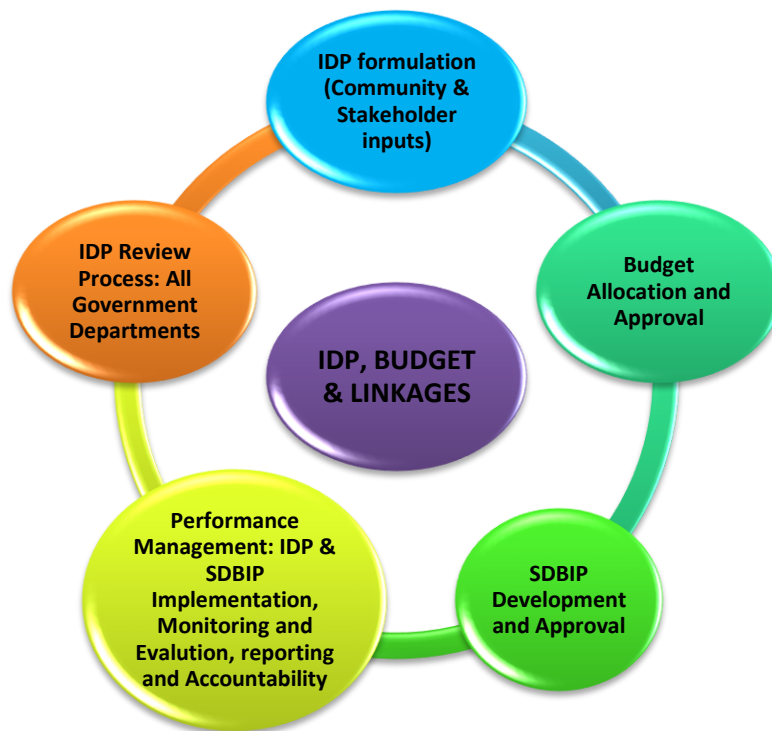 IDP formulation
(Community &
Stakeholder
inputs)
Budget
Allocation and
Approval
SDBIP
Development
and Approval
Performance
Management: IDP &
SDBIP
Implementation,
Monitoring and
Evalution, reporting
and Accountability
IDP Review
Process: All
Government
Departments
IDP, BUDGET
& LINKAGES